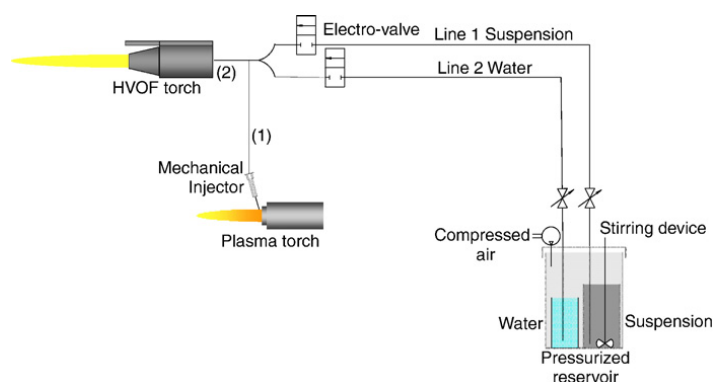 Electro-valve
Line 1 Suspension
(2)
Line 2 Water
HVOF torch
(1)
Mechanical
Injector
Plasma torch
Compressed
air
Stirring device
Water
Suspension
Pressurized
reservoir